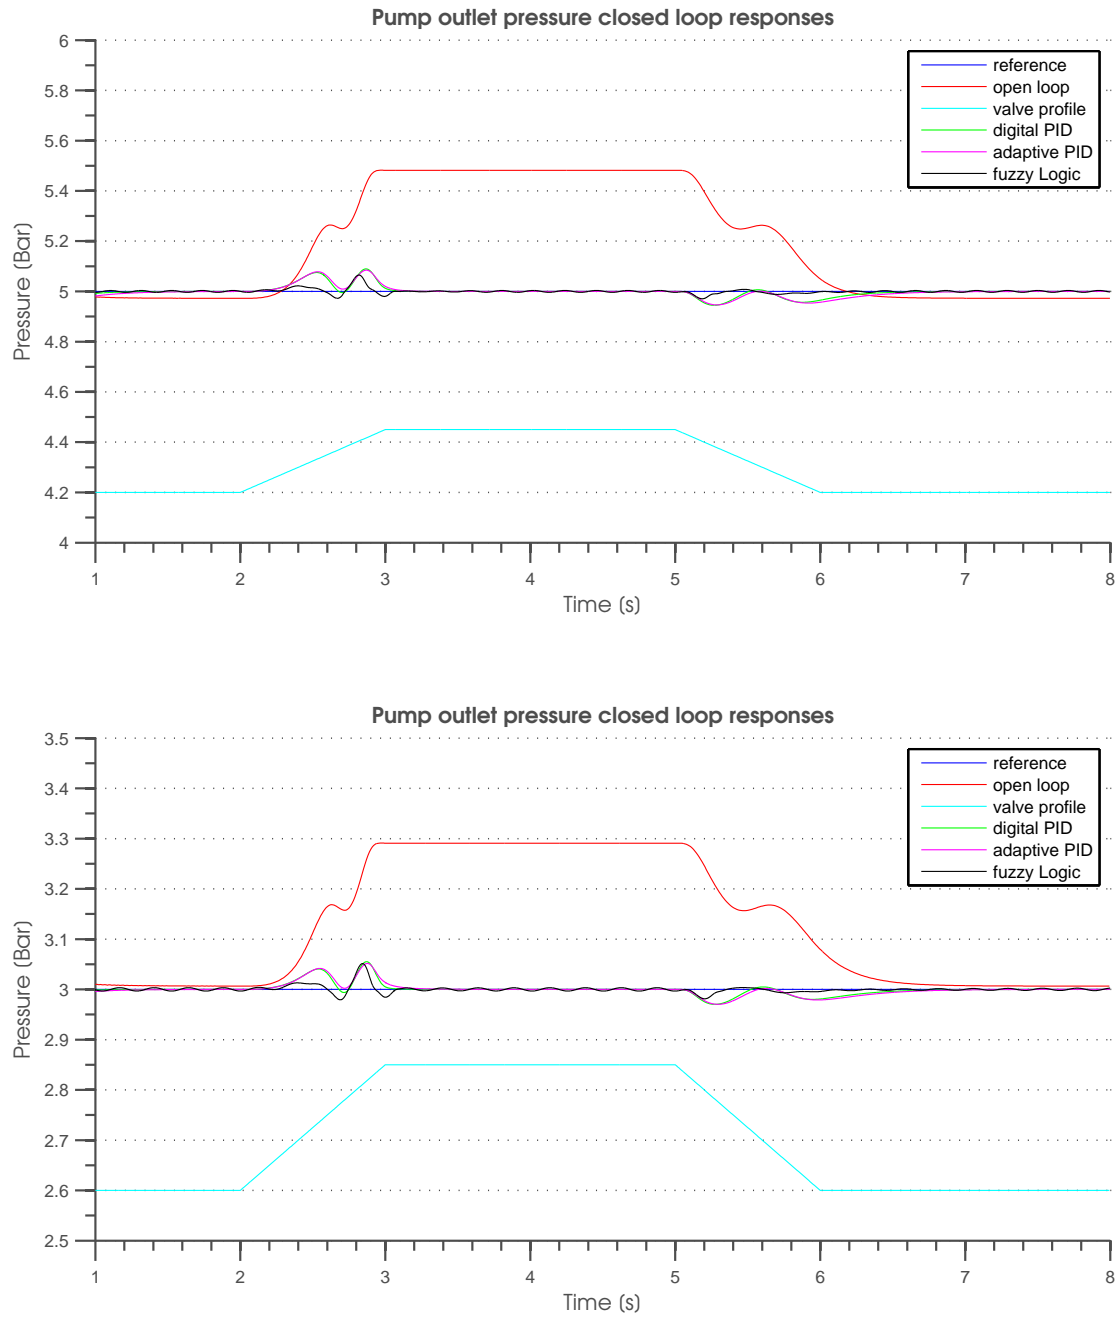 Pump outlet pressure closed loop responses
6
5.8
5.6
5.4
5.2
5
4.8
4.6
4.4
4.2
4
Pressure (Bar)
reference
open loop
valve profile
digital PID
adaptive PID
fuzzy Logic
1 2 3 4 5 6 7 8
Time (s)
Pump outlet pressure closed loop responses
3.5
3.4
3.3
3.2
3.1
3
2.9
2.8
2.7
2.6
2.5
Pressure (Bar)
reference
open loop
valve profile
digital PID
adaptive PID
fuzzy Logic
1 2 3 4 5 6 7 8
Time (s)